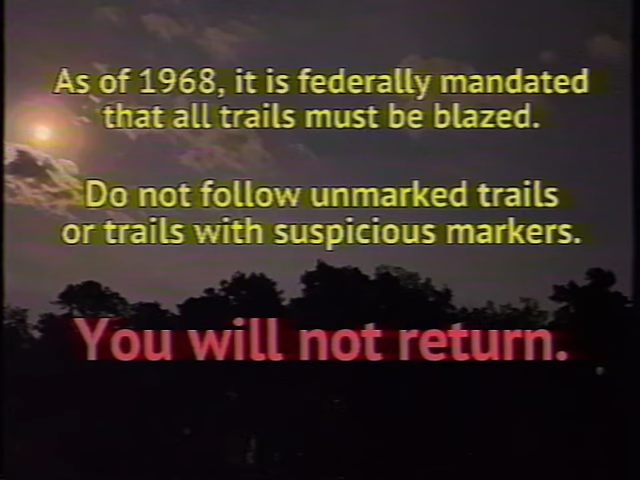 As of 1968, it is federally mandated
that all trails must be blazed.
Do not follow unmarked trails
or trails with suspicious markers.
You will not return.